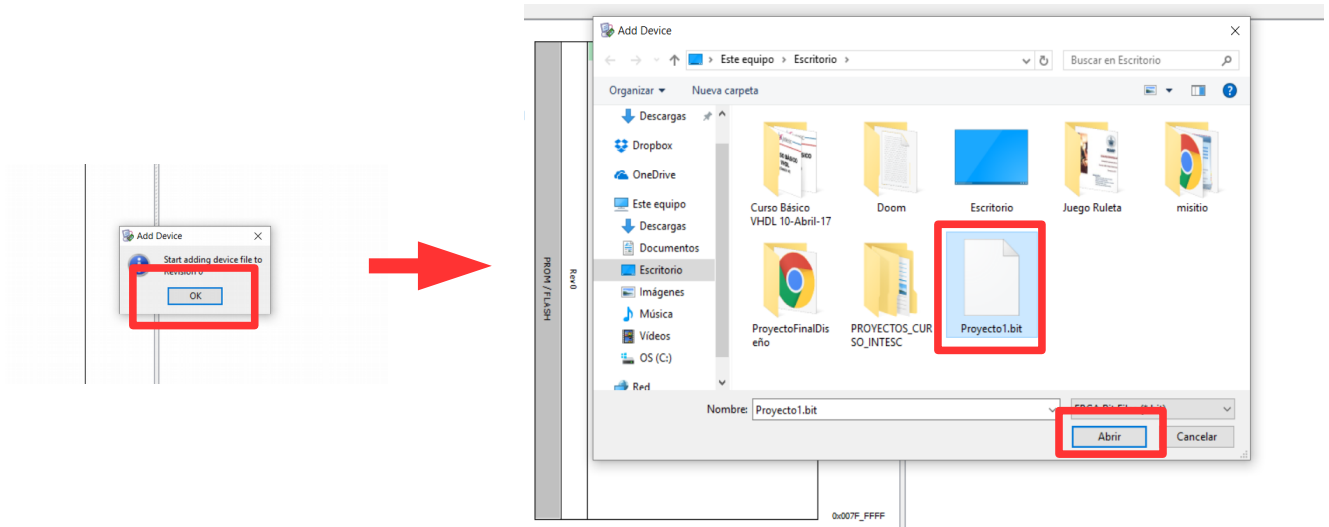 Add Device
Start adding device file to
Revision 0
OK
PROM / FLASH
Rev0
Add Device
Este equipo
Escritorio
Buscar en Escritorio
Organizar
Nueva carpeta
Descargas
Dropbox
OneDrive
Este equipo
Descargas
Documentos
Escritorio
Imágenes
Música
Vídeos
OS (C:)
Red
Curso Básico
VHDL 10-Abril-17
Doom
Escritorio
Juego Ruleta
misitio
ProyectoFinalDis
eño
PROYECTOS_CUR
SO_INTESC
Proyecto1.bit
Nombre: Proyecto1.bit
Abrir
Cancelar
0x007F_FFFF